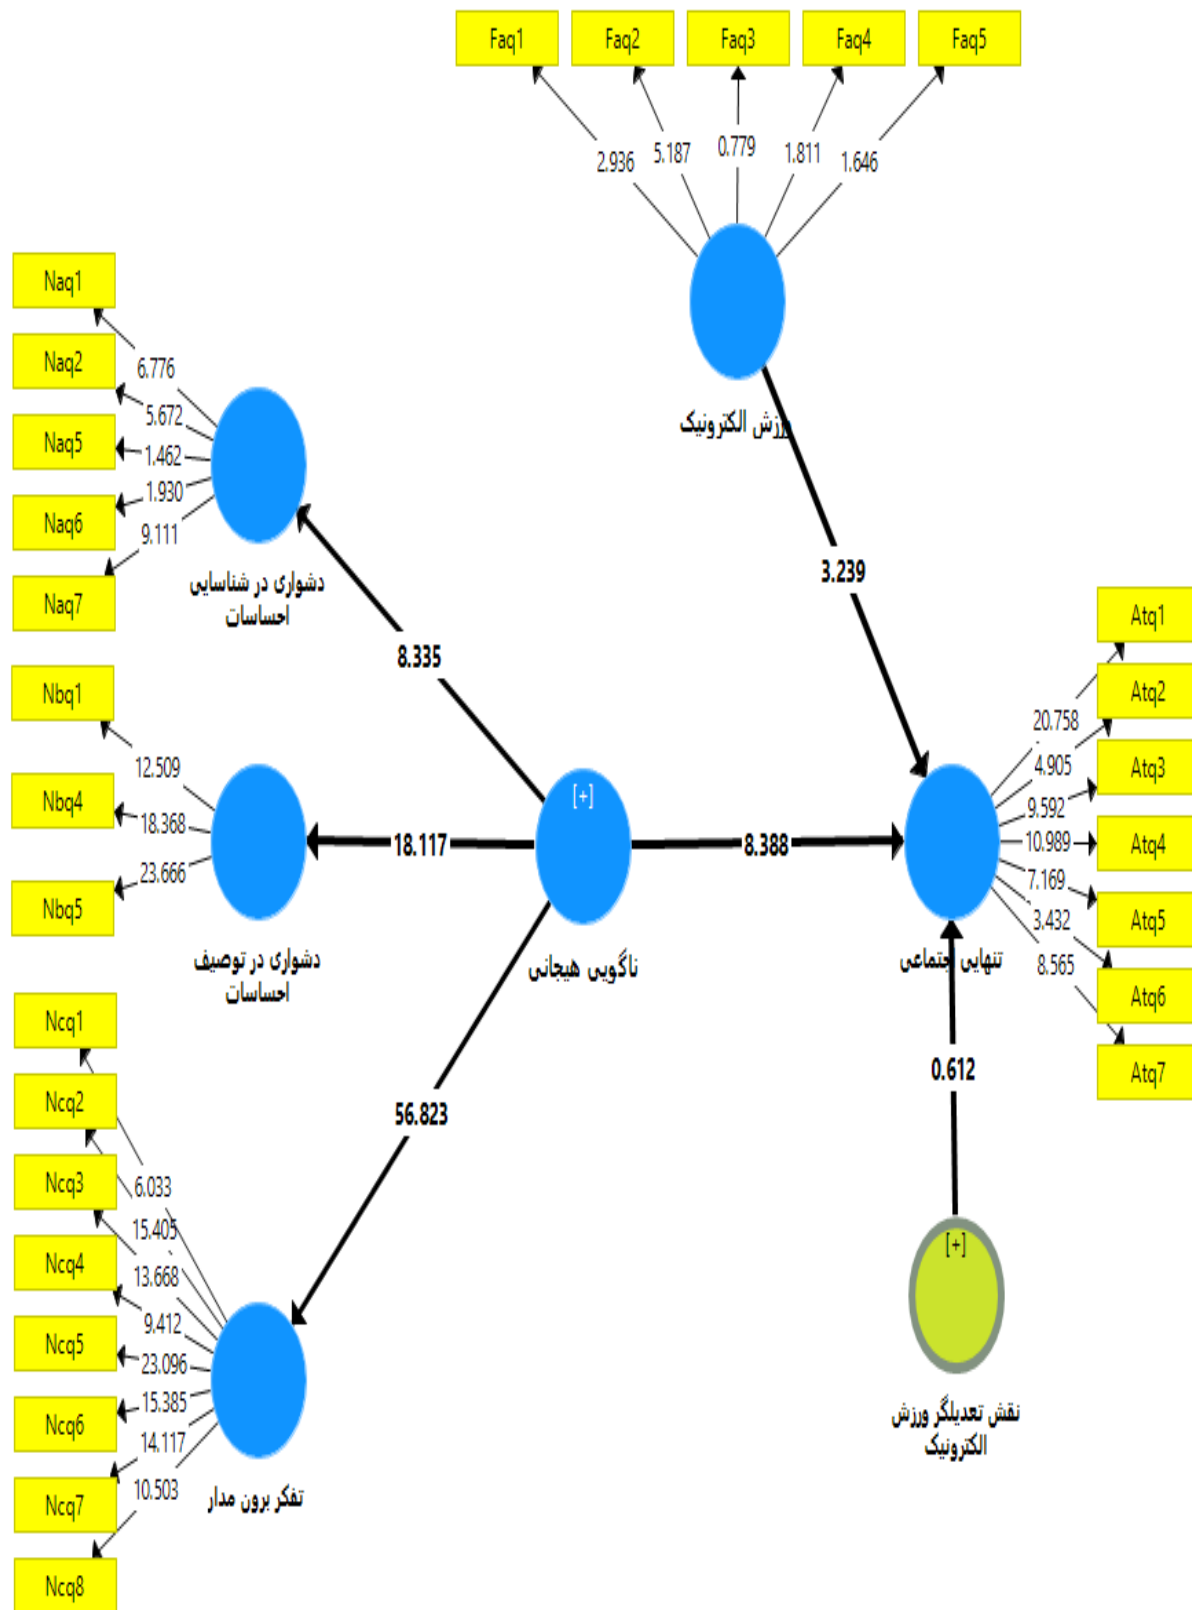 Faq1
Faq2
Faq3
Faq4
Faq5
2.936
5.187
0.779
1.811
1.646
ورزش الکترونیک
3.239
Naq1
Naq2
Naq5
Naq6
Naq7
6.776
5.672
1.462
1.930
9.111
دشواری در شناسایی
احساسات
8.335
Nbq1
Nbq4
Nbq5
12.509
18.368
23.666
دشواری در توصیف
احساسات
18.117
[+]
ناگویی هیجانی
8.388
Atq1
Atq2
Atq3
Atq4
Atq5
Atq6
Atq7
20.758
4.905
9.592
10.989
7.169
3.432
8.565
تنهایی اجتماعی
0.612
[+]
نقش تعدیلگر ورزش
الکترونیک
56.823
Ncq1
Ncq2
Ncq3
Ncq4
Ncq5
Ncq6
Ncq7
Ncq8
6.033
15.405
13.668
9.412
23.096
15.385
14.117
10.503
تفکر برون مدار